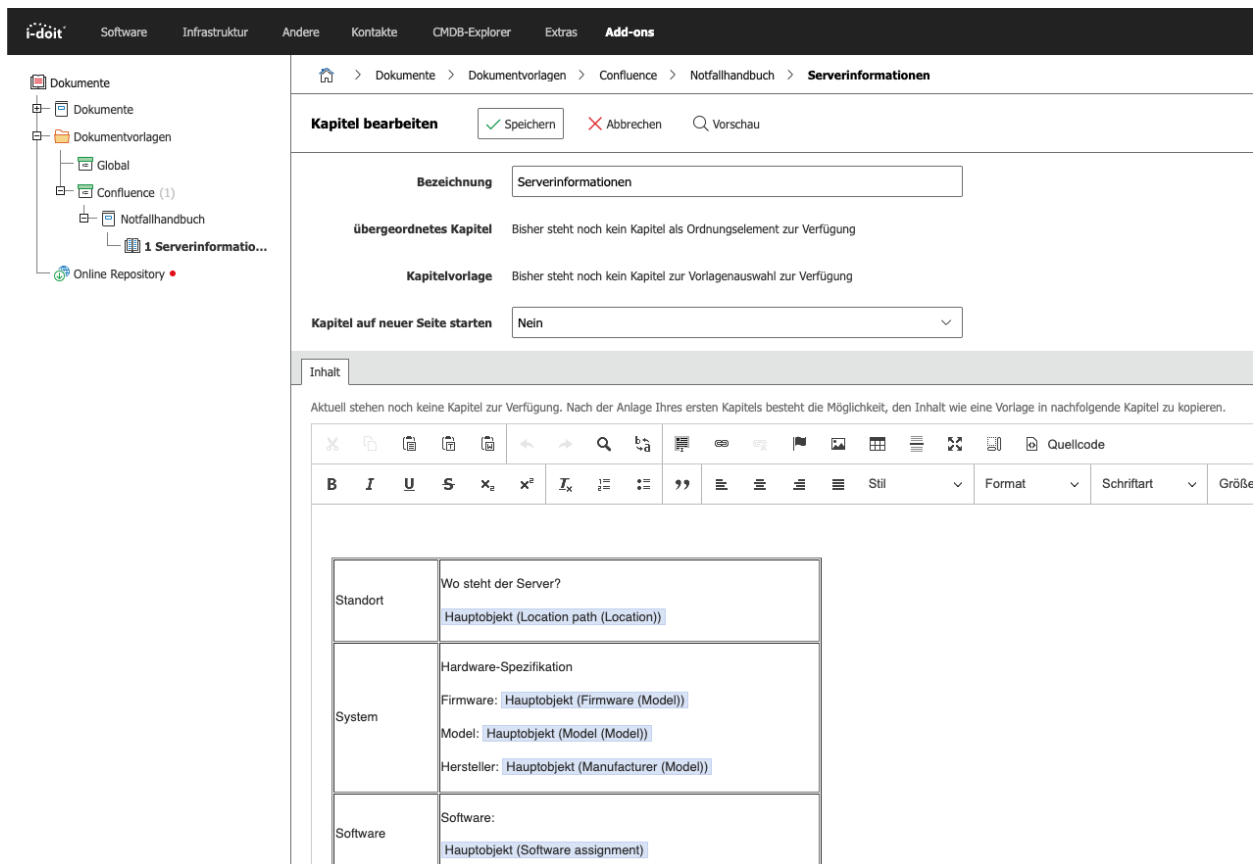 i-doit Software Infrastruktur Andere Kontakte CMDB-Explorer Extras Add-ons
Dokumente
Dokumente
Dokumentvorlagen
Global
Confluence (1)
Notfallhandbuch
1 Serverinformatio...
Online Repository
> Dokumente > Dokumentvorlagen > Confluence > Notfallhandbuch > Serverinformationen
Kapitel bearbeiten Speichern Abbrechen Vorschau
Bezeichnung Serverinformationen
übergeordnetes Kapitel Bisher steht noch kein Kapitel als Ordnungselement zur Verfügung
Kapitelvorlage Bisher steht noch kein Kapitel zur Vorlagenauswahl zur Verfügung
Kapitel auf neuer Seite starten Nein
Inhalt
Aktuell stehen noch keine Kapitel zur Verfügung. Nach der Anlage Ihres ersten Kapitels besteht die Möglichkeit, den Inhalt wie eine Vorlage in nachfolgende Kapitel zu kopieren.
Quellcode
B I U S x₂ x² Tx Stil Format Schriftart Größe
Wo steht der Server?
Standort
Hauptobjekt (Location path (Location))
Hardware-Spezifikation
Firmware: Hauptobjekt (Firmware (Model))
System
Model: Hauptobjekt (Model (Model))
Hersteller: Hauptobjekt (Manufacturer (Model))
Software:
Software
Hauptobjekt (Software assignment)